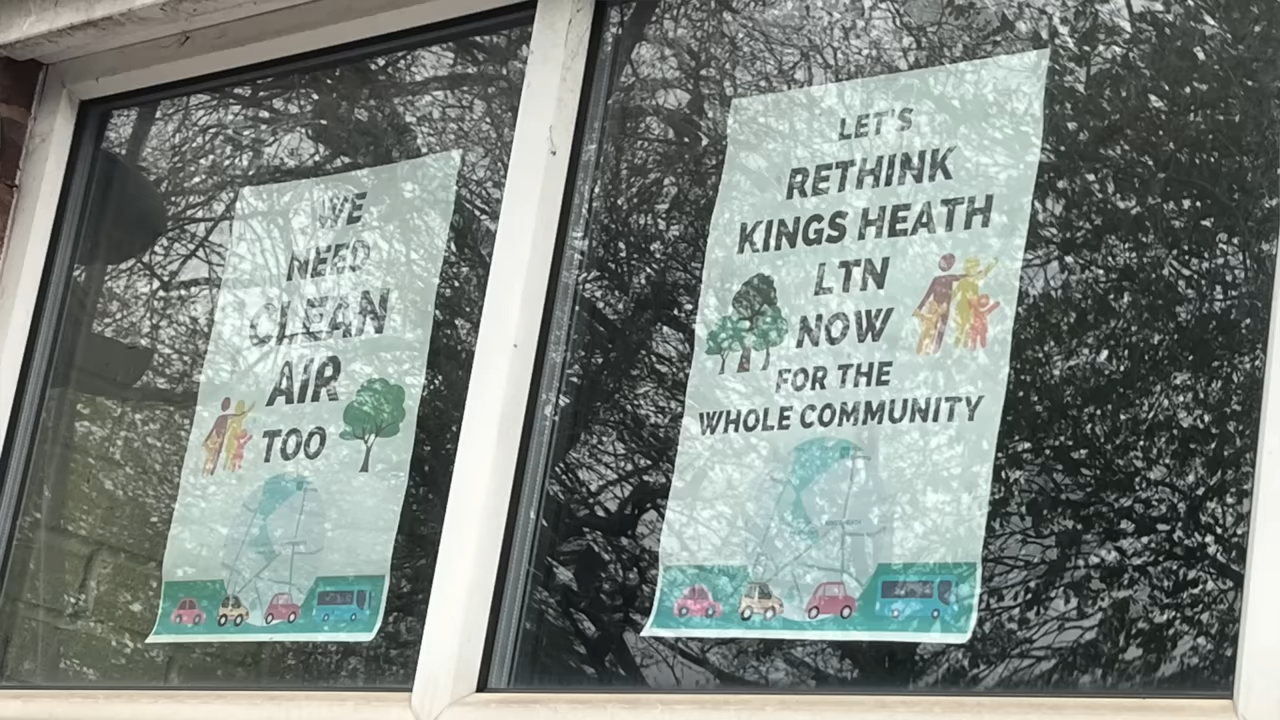 WE
NEED
CLEAN
AIR
TOO
LET'S
RETHINK
KINGS HEATH
LTN
NOW
FOR THE
WHOLE COMMUNITY